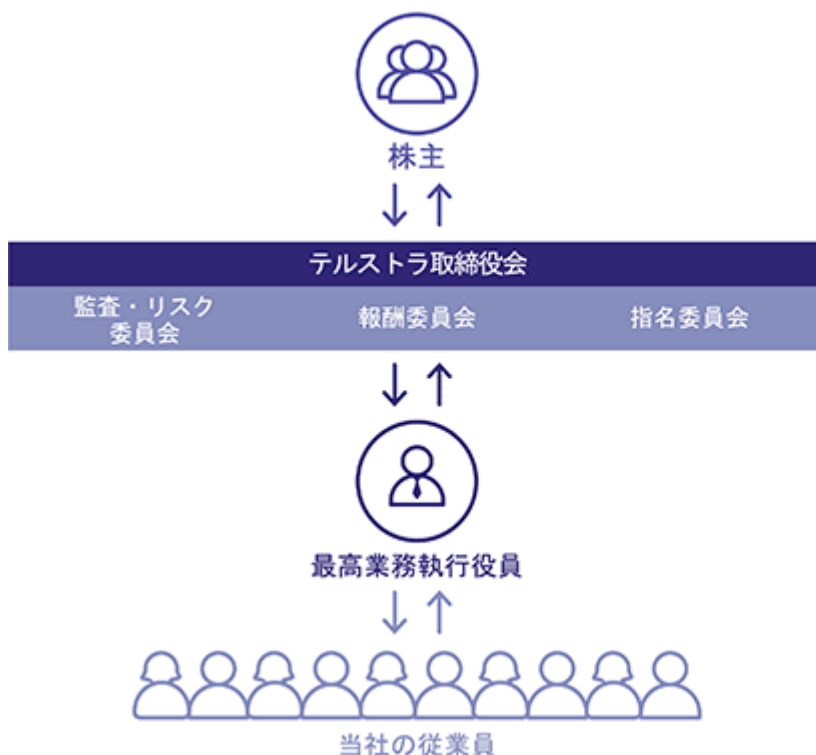 株主
テルストラ取締役会
監査・リスク
委員会
報酬委員会
指名委員会
最高業務執行役員
当社の従業員